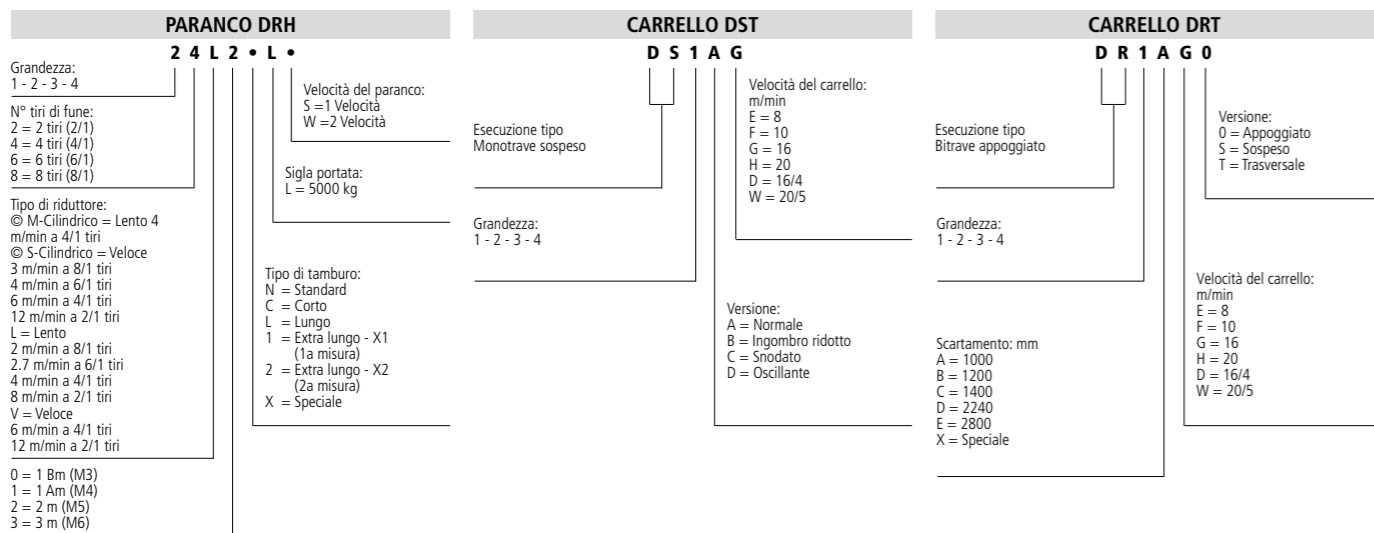 PARANCO DRH
2 4 L 2 • L •
Grandezza:
1 - 2 - 3 - 4
N° tiri di fune:
2 = 2 tiri (2/1)
4 = 4 tiri (4/1)
6 = 6 tiri (6/1)
8 = 8 tiri (8/1)
Tipo di riduttore:
© M-Cilindrico = Lento 4
m/min a 4/1 tiri
© S-Cilindrico = Veloce
3 m/min a 8/1 tiri
4 m/min a 6/1 tiri
6 m/min a 4/1 tiri
12 m/min a 2/1 tiri
L = Lento
2 m/min a 8/1 tiri
2.7 m/min a 6/1 tiri
4 m/min a 4/1 tiri
8 m/min a 2/1 tiri
V = Veloce
6 m/min a 4/1 tiri
12 m/min a 2/1 tiri
0 = 1 Bm (M3)
1 = 1 Am (M4)
2 = 2 m (M5)
3 = 3 m (M6)
Velocità del paranco:
S =1 Velocità
W =2 Velocità
Sigla portata:
L = 5000 kg
Tipo di tamburo:
N = Standard
C = Corto
L = Lungo
1 = Extra lungo - X1
(1a misura)
2 = Extra lungo - X2
(2a misura)
X = Speciale
CARRELLO DST
D S 1 A G
Esecuzione tipo
Monotrave sospeso
Grandezza:
1 - 2 - 3 - 4
Velocità del carrello:
m/min
E = 8
F = 10
G = 16
H = 20
D = 16/4
W = 20/5
Versione:
A = Normale
B = Ingombro ridotto
C = Snodato
D = Oscillante
CARRELLO DRT
D R 1 A G 0
Esecuzione tipo
Bitrave appoggiato
Grandezza:
1 - 2 - 3 - 4
Scartamento: mm
A = 1000
B = 1200
C = 1400
D = 2240
E = 2800
X = Speciale
Versione:
0 = Appoggiato
S = Sospeso
T = Trasversale
Velocità del carrello:
m/min
E = 8
F = 10
G = 16
H = 20
D = 16/4
W = 20/5